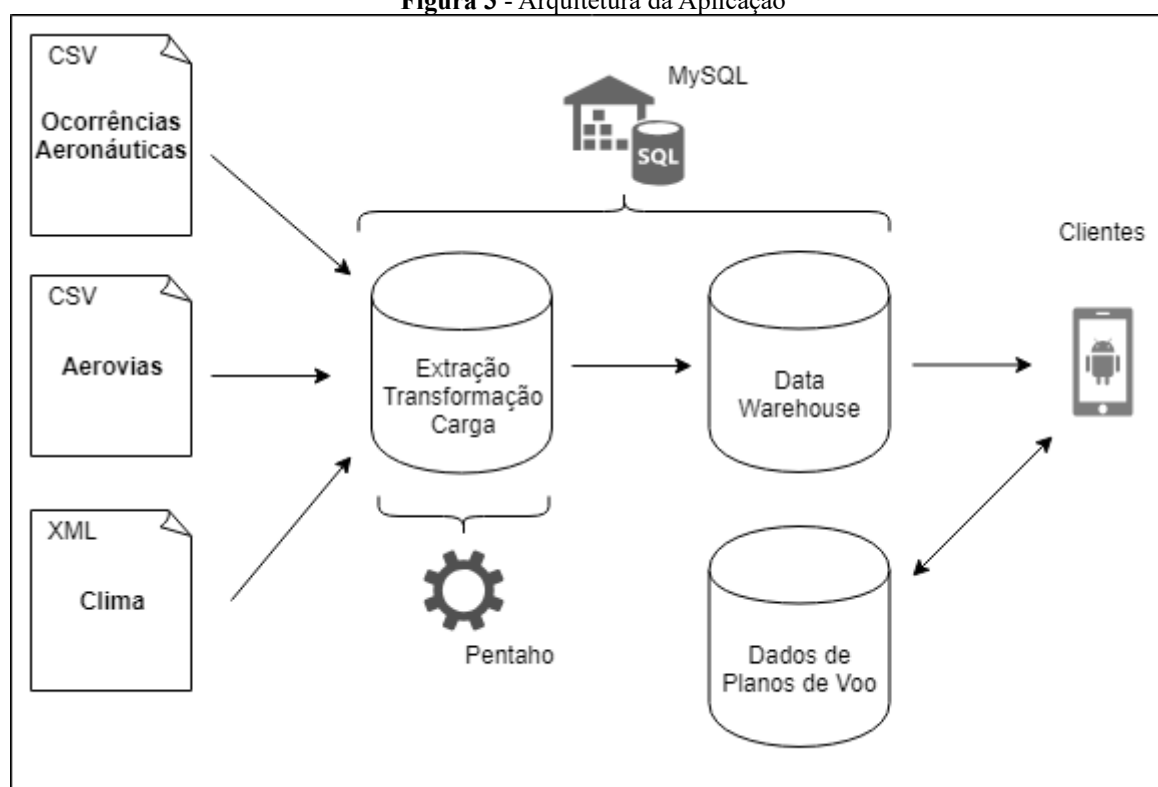 Figura 3 - Arquitetura da Aplicação
CSV
Ocorrências
Aeronáuticas
MySQL
SQL
Clientes
CSV
Aerovias
Extração
Transformação
Carga
Data
Warehouse
XML
Clima
Pentaho
Dados de
Planos de Voo